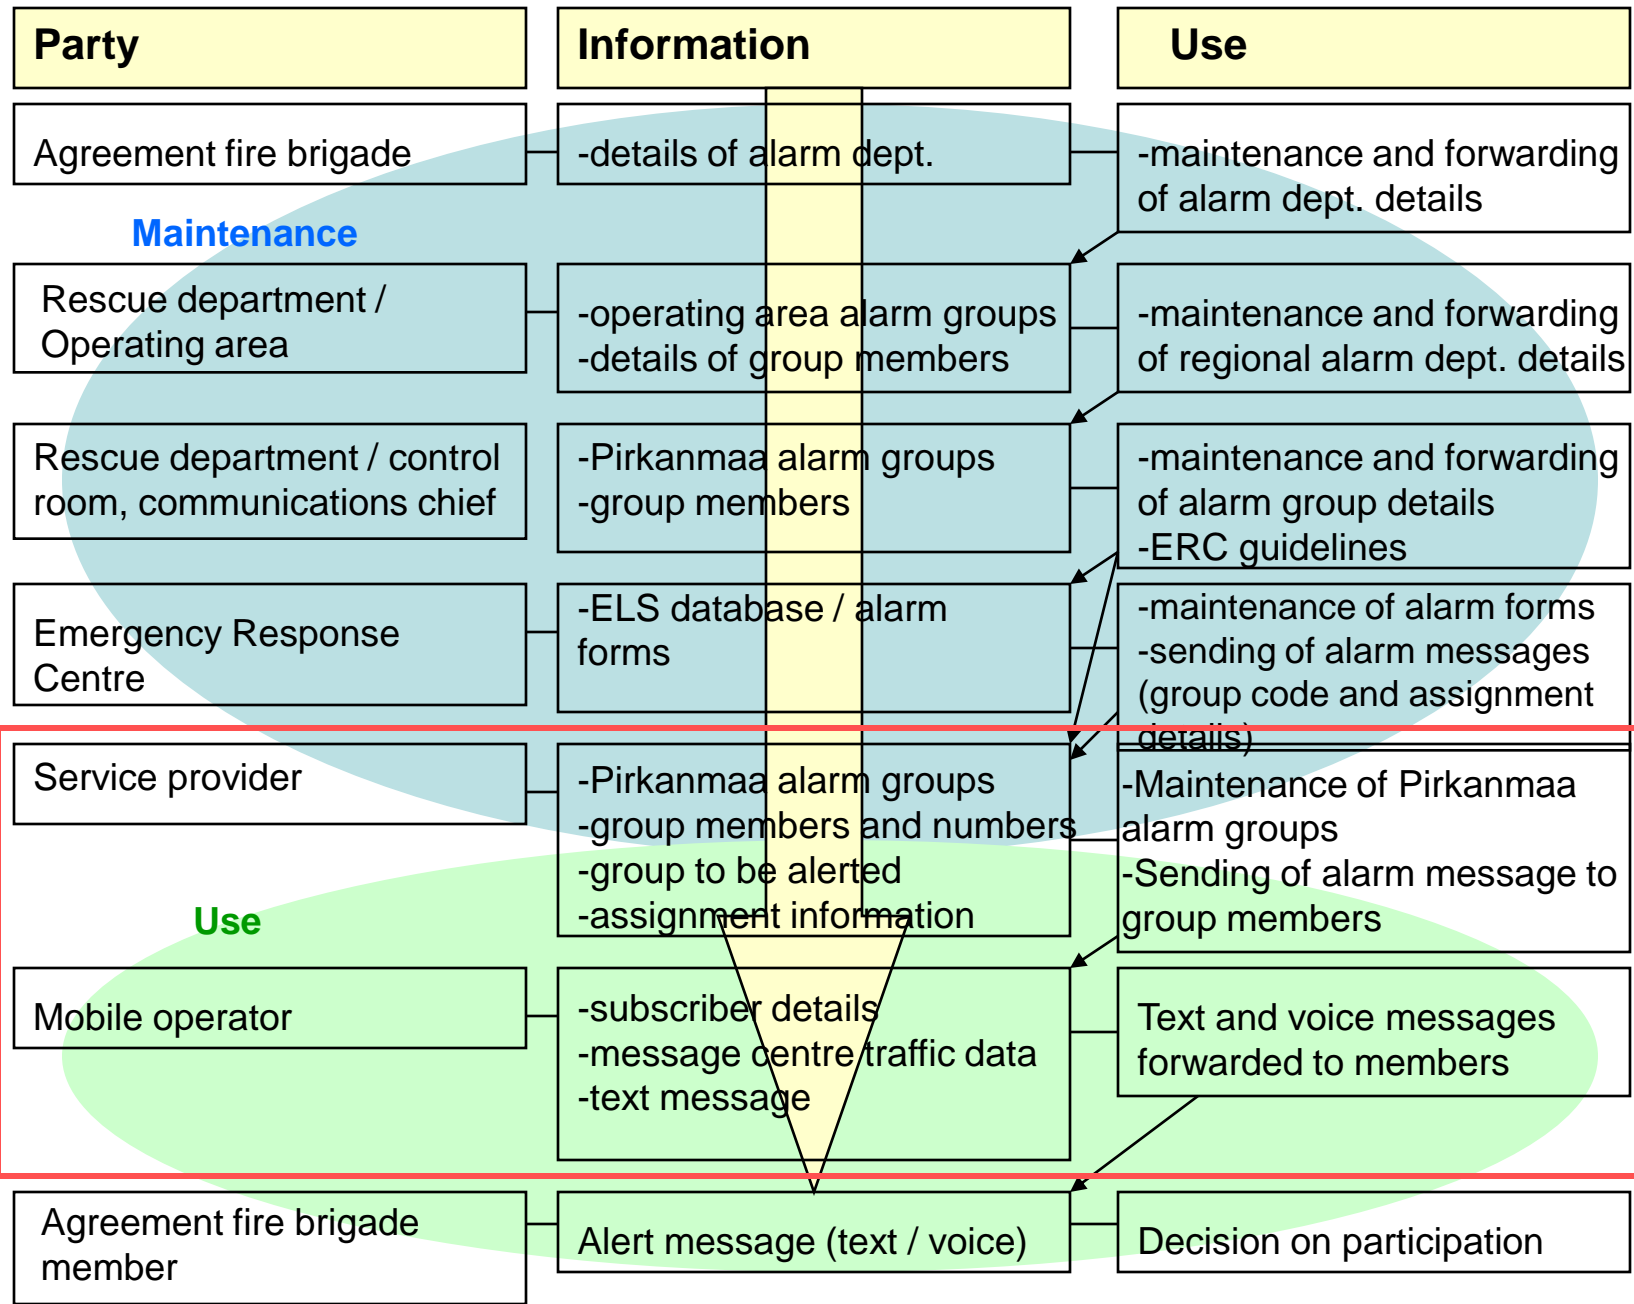 Party
Information
Use
Agreement fire brigade
-details of alarm dept.
-maintenance and forwarding
of alarm dept. details
Maintenance
Rescue department /
Operating area
-operating area alarm groups
-details of group members
-maintenance and forwarding
of regional alarm dept. details
Rescue department / control
room, communications chief
-Pirkanmaa alarm groups
-group members
-maintenance and forwarding
of alarm group details
-ERC guidelines
Emergency Response
Centre
-ELS database / alarm
forms
-maintenance of alarm forms
-sending of alarm messages
(group code and assignment
details)
Service provider
-Pirkanmaa alarm groups
-group members and numbers
-group to be alerted
-assignment information
-Maintenance of Pirkanmaa
alarm groups
-Sending of alarm message to
group members
Use
Mobile operator
-subscriber details
-message centre traffic data
-text message
Text and voice messages
forwarded to members
Agreement fire brigade
member
Alert message (text / voice)
Decision on participation